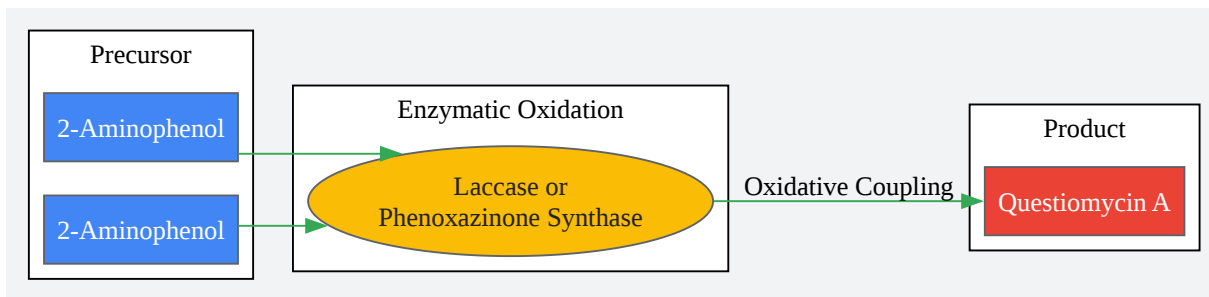 Precursor
2-Aminophenol
2-Aminophenol
Enzymatic Oxidation
Laccase or
Phenoxazinone Synthase
Oxidative Coupling
Product
Questiomycin A